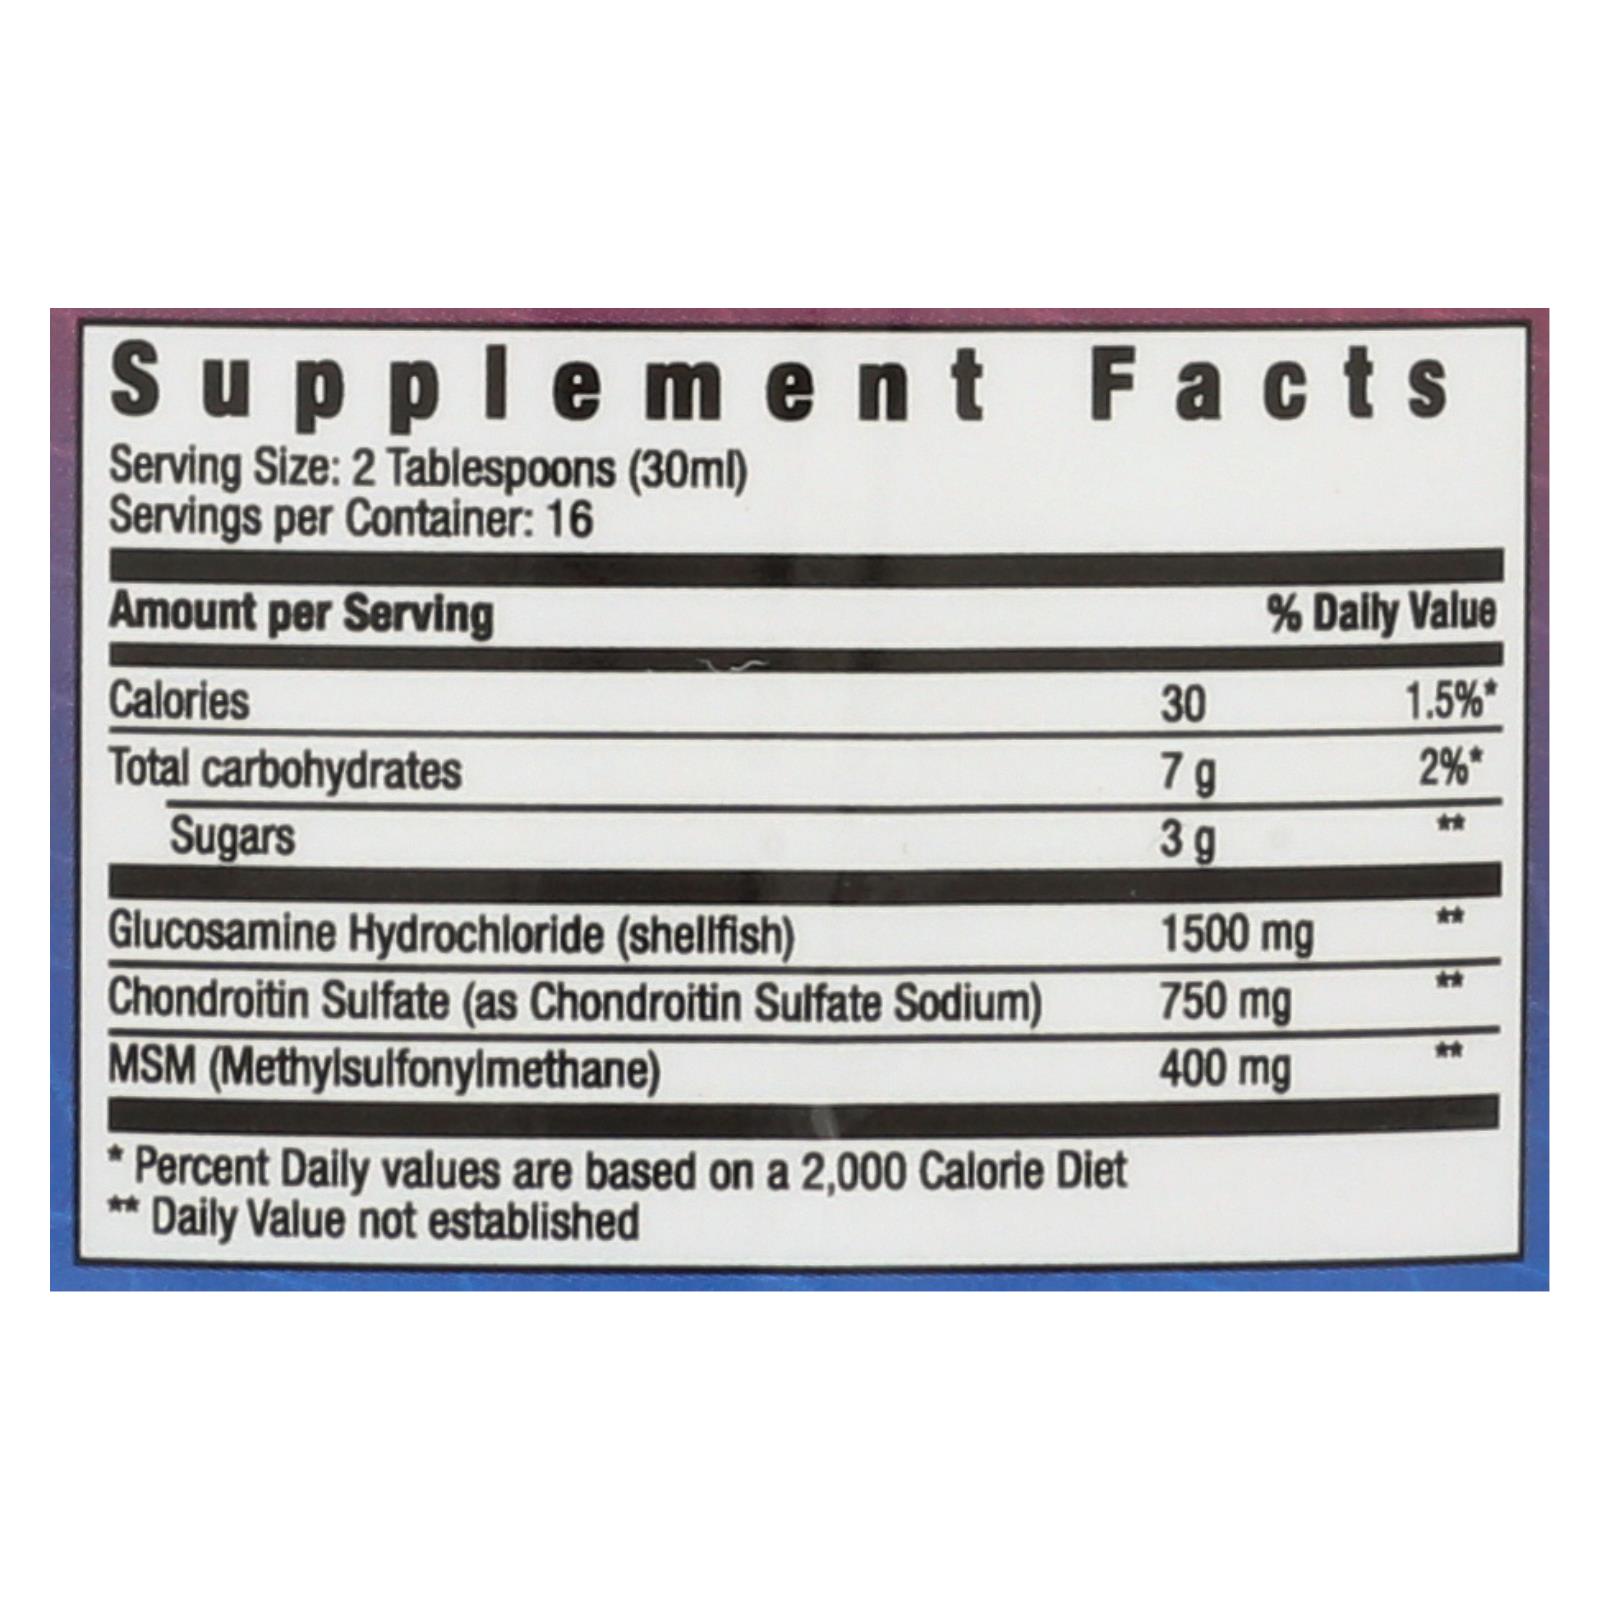 Supplement Facts
Serving Size: 2 Tablespoons (30ml)
Servings per Container: 16
Amount per Serving % Daily Value
Calories 30 1.5%*
Total carbohydrates 7 g 2%*
Sugars 3 g **
Glucosamine Hydrochloride (shellfish) 1500 mg **
Chondroitin Sulfate (as Chondroitin Sulfate Sodium) 750 mg **
MSM (Methylsulfonylmethane) 400 mg **
* Percent Daily values are based on a 2,000 Calorie Diet
** Daily Value not established